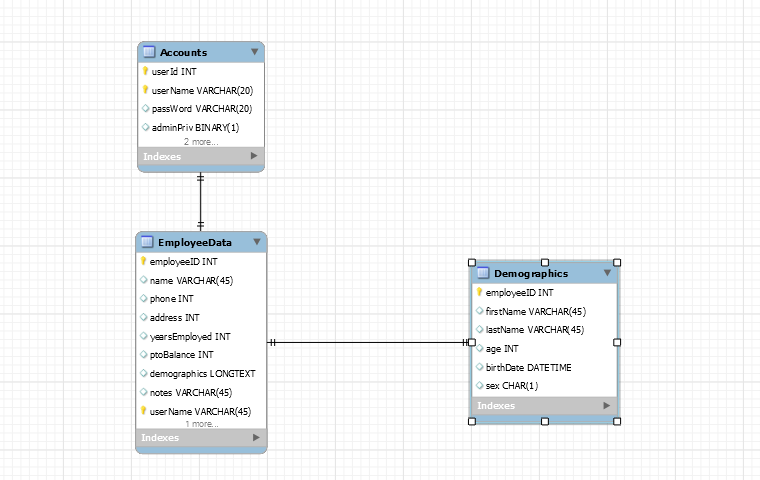 Accounts
userId INT
userName VARCHAR(20)
passWord VARCHAR(20)
adminPriv BINARY(1)
2 more...
Indexes
EmployeeData
employeeID INT
name VARCHAR(45)
phone INT
address INT
yearsEmployed INT
ptoBalance INT
demographics LONGTEXT
notes VARCHAR(45)
userName VARCHAR(45)
1 more...
Indexes
Demographics
employeeID INT
firstName VARCHAR(45)
lastName VARCHAR(45)
age INT
birthDate DATETIME
sex CHAR(1)
Indexes